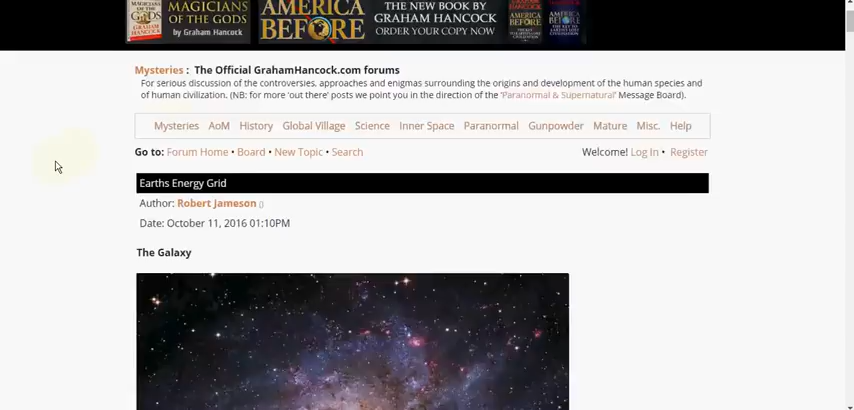 MAGICIANS
OF THE GODS
by Graham Hancock
AMERICA
BEFORE
THE NEW BOOK BY
GRAHAM HANCOCK
ORDER YOUR COPY NOW
AMERICA
BEFORE
AMERICA
BEFORE
Mysteries : The Official GrahamHancock.com forums
For serious discussion of the controversies, approaches and enigmas surrounding the origins and development of the human species and
of human civilization. (NB: for more ‘out there’ posts we point you in the direction of the ‘Paranormal & Supernatural’ Message Board).
Mysteries AoM History Global Village Science Inner Space Paranormal Gunpowder Mature Misc. Help
Go to: Forum Home • Board • New Topic • Search Welcome! Log In • Register
Earths Energy Grid
Author: Robert Jameson ()
Date: October 11, 2016 01:10PM
The Galaxy